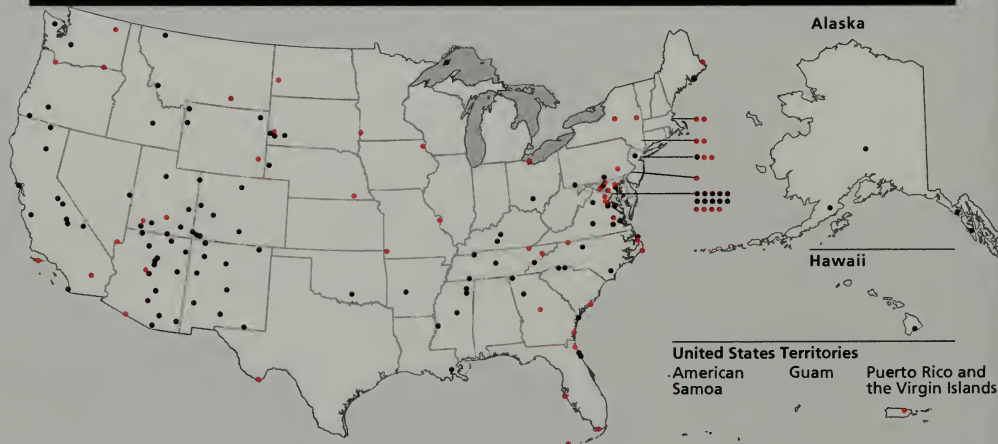 Alaska
Hawaii
United States Territories
American
Samoa
Guam
Puerto Rico and
the Virgin Islands